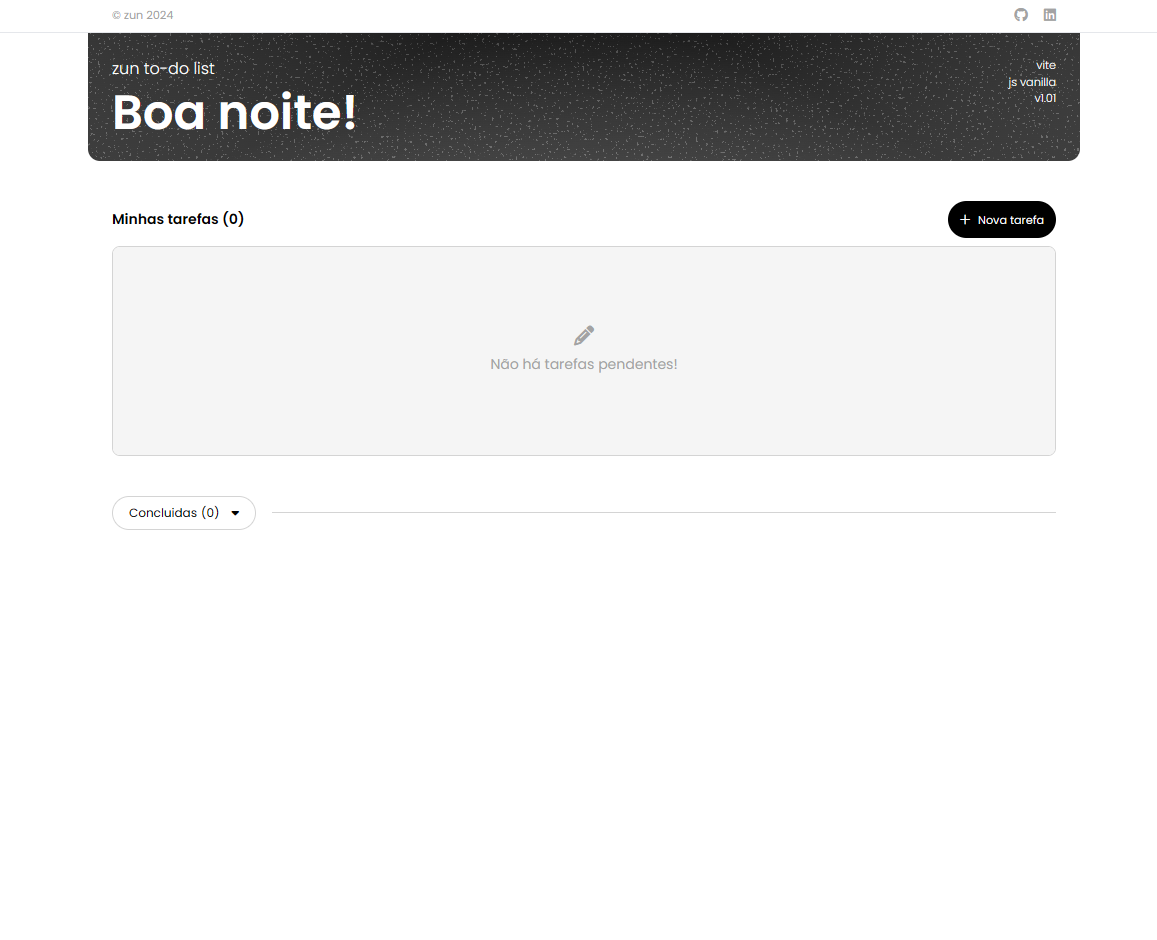 © zun 2024
zun to-do list
Boa noite!
vite
js vanilla
v1.01
Minhas tarefas (0)
Nova tarefa
Não há tarefas pendentes!
Concluidas (0)